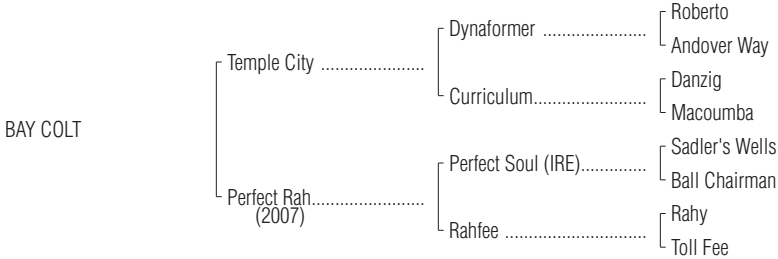 Roberto
Dynaformer ......................
Andover Way
Temple City ......................
Danzig
Curriculum........................
Macoumba
BAY COLT
Sadler's Wells
Perfect Soul (IRE)..............
Ball Chairman
Perfect Rah........................
(2007)
Rahy
Rahfee ..............................
Toll Fee